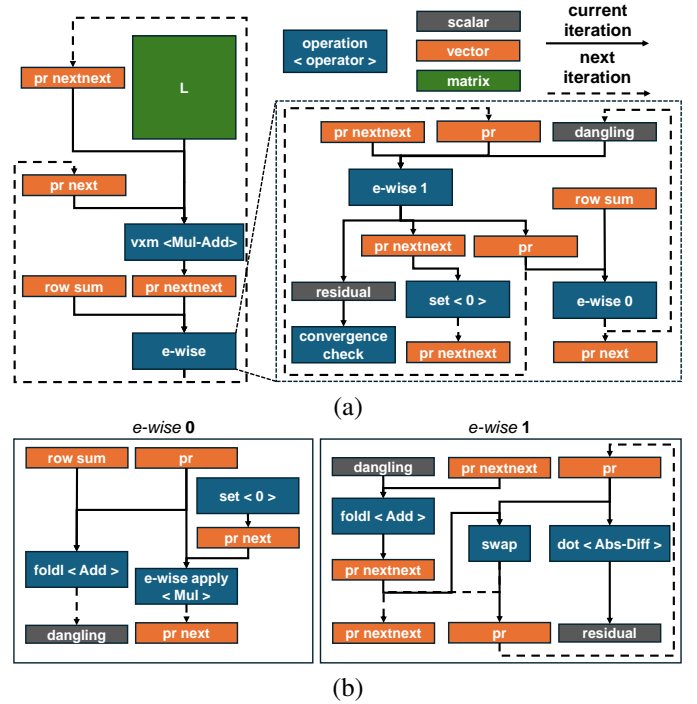 operation
< operator >
scalar
vector
matrix
current
iteration
next
iteration
pr nextnext
L
pr next
vxm <Mul-Add>
row sum
pr nextnext
e-wise
pr nextnext
pr
dangling
e-wise 1
row sum
pr nextnext
pr
residual
set < 0 >
e-wise 0
convergence
check
pr nextnext
pr next
(a)
e-wise 0
row sum
pr
set < 0 >
pr next
foldl < Add >
e-wise apply
< Mul >
dangling
pr next
e-wise 1
dangling
pr nextnext
pr
foldl < Add >
swap
dot < Abs-Diff >
pr nextnext
pr nextnext
pr
residual
(b)